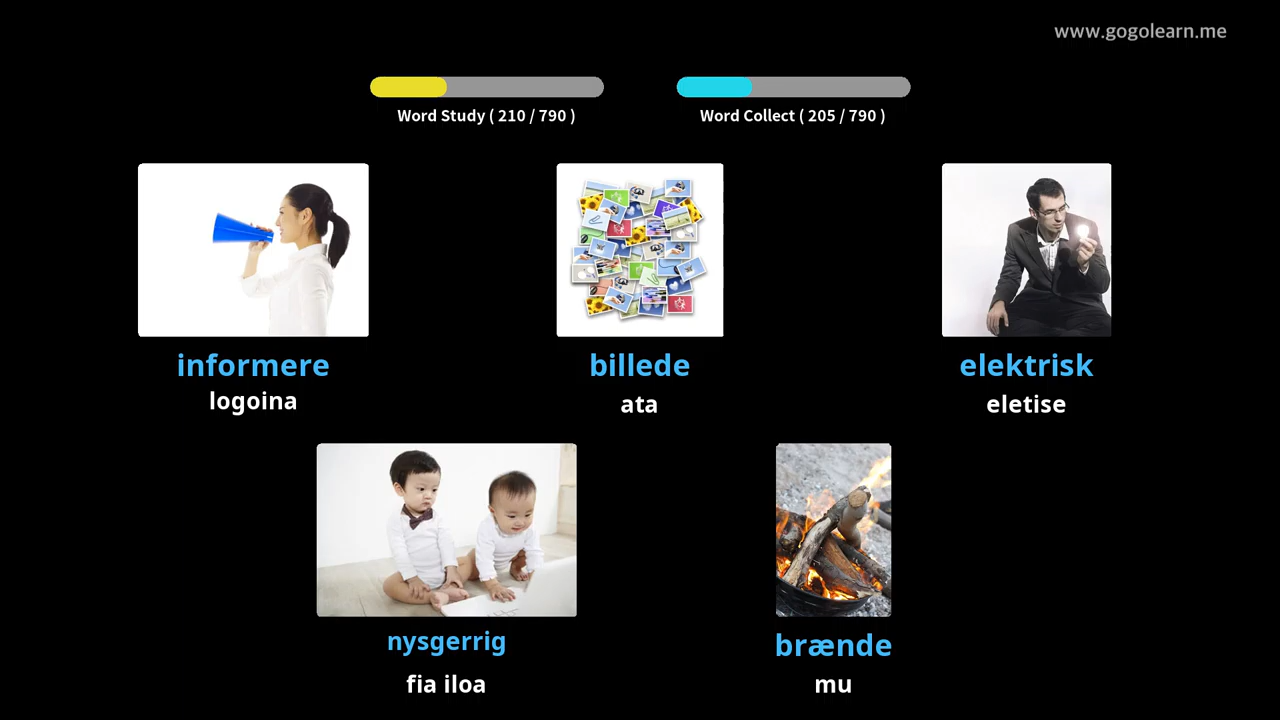 www.gogolearn.me
Word Study ( 210 / 790 )
Word Collect ( 205 / 790 )
informere
logoina
billede
ata
elektrisk
eletise
nysgerrig
fia iloa
brænde
mu